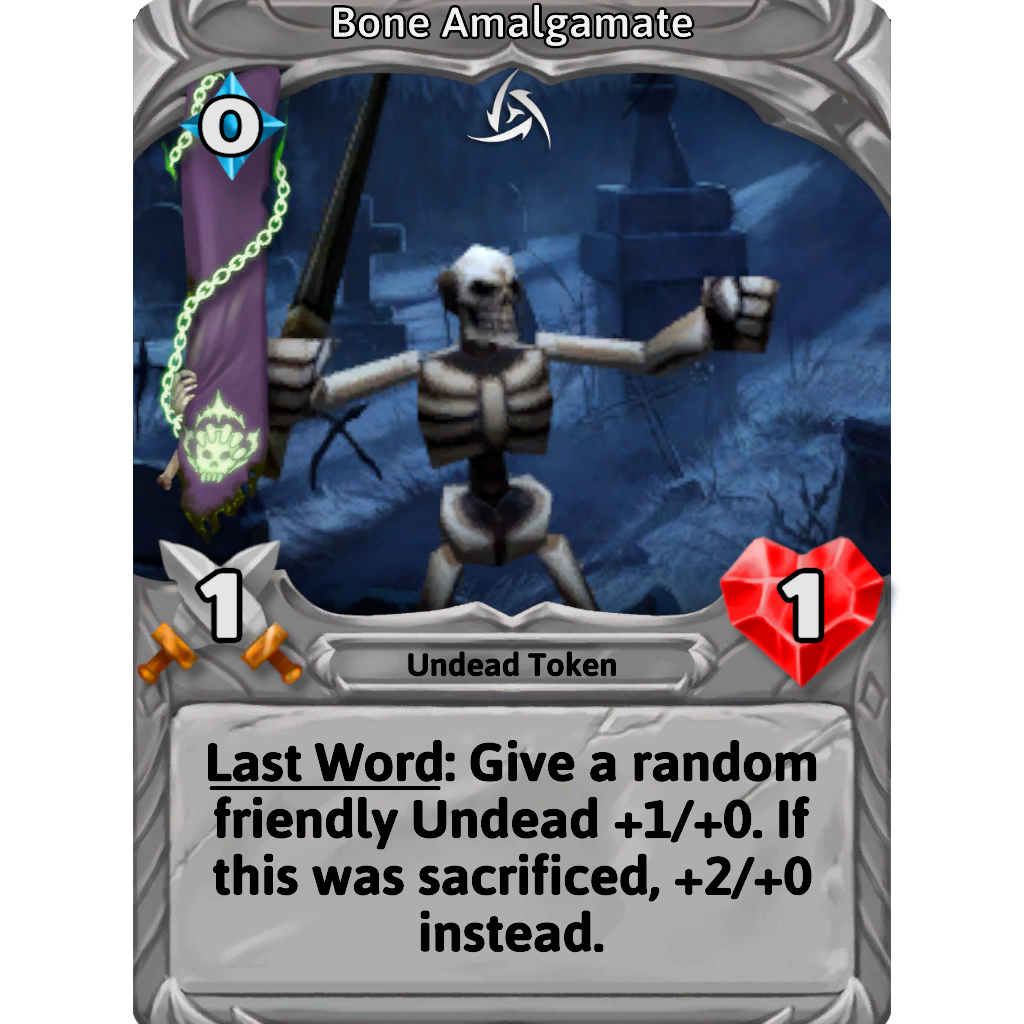 Bone Amalgamate
0
1
1
Undead Token
Last Word: Give a random
friendly Undead +1/+0. If
this was sacrificed, +2/+0
instead.